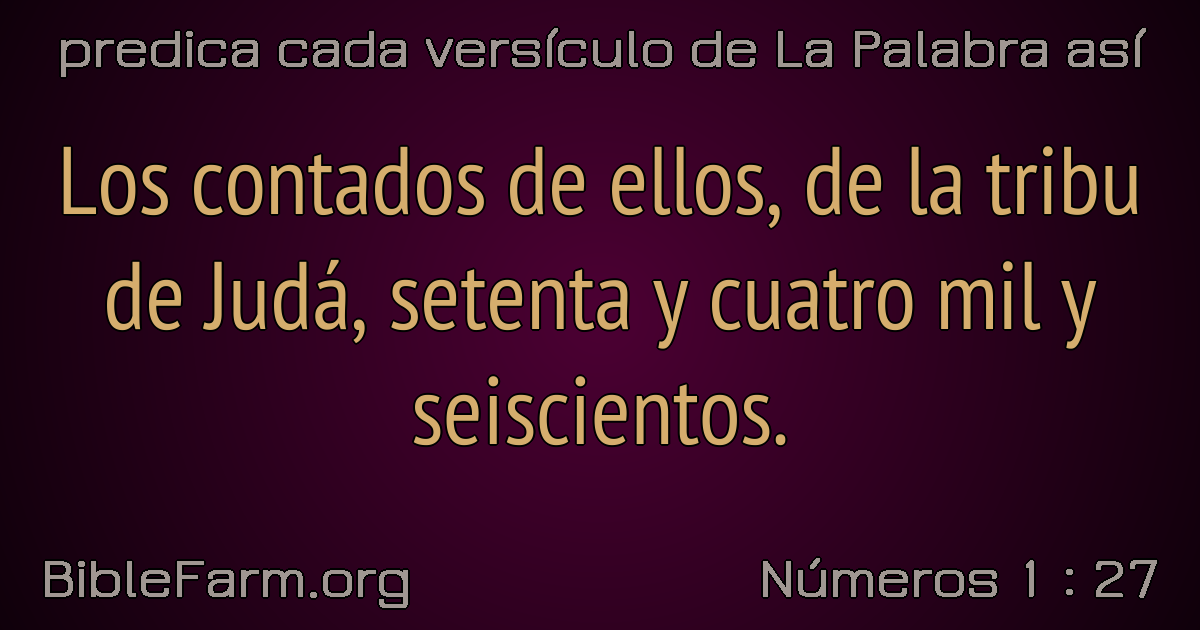 predica cada versículo de La Palabra así
Los contados de ellos, de la tribu
de Judá, setenta y cuatro mil y
seiscientos.
BibleFarm.org
Números 1 : 27